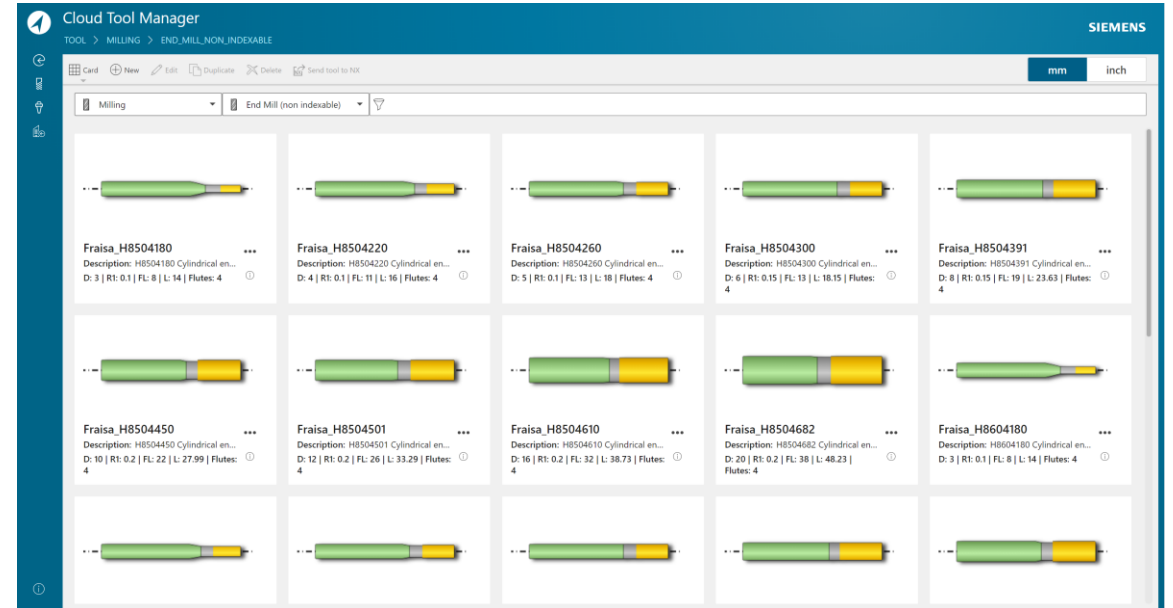 Cloud Tool Manager
SIEMENS
TOOL > MILLING > END_MILL_NON_INDEXABLE
Card New Edit Duplicate Delete Send tool to NX
mm inch
Milling End Mill (non indexable)
Fraisa_H8504180 ...
Description: H8504180 Cylindrical en...
D: 3 | R1: 0.1 | FL: 8 | L: 14 | Flutes: 4
Fraisa_H8504220 ...
Description: H8504220 Cylindrical en...
D: 4 | R1: 0.1 | FL: 11 | L: 16 | Flutes: 4
Fraisa_H8504260 ...
Description: H8504260 Cylindrical en...
D: 5 | R1: 0.1 | FL: 13 | L: 18 | Flutes: 4
Fraisa_H8504300 ...
Description: H8504300 Cylindrical en...
D: 6 | R1: 0.15 | FL: 13 | L: 18.15 | Flutes:
4
Fraisa_H8504391 ...
Description: H8504391 Cylindrical en...
D: 8 | R1: 0.15 | FL: 19 | L: 23.63 | Flutes:
4
Fraisa_H8504450 ...
Description: H8504450 Cylindrical en...
D: 10 | R1: 0.2 | FL: 22 | L: 27.99 | Flutes:
4
Fraisa_H8504501 ...
Description: H8504501 Cylindrical en...
D: 12 | R1: 0.2 | FL: 26 | L: 33.29 | Flutes:
4
Fraisa_H8504610 ...
Description: H8504610 Cylindrical en...
D: 16 | R1: 0.2 | FL: 32 | L: 38.73 | Flutes:
4
Fraisa_H8504682 ...
Description: H8504682 Cylindrical en...
D: 20 | R1: 0.2 | FL: 38 | L: 48.23 |
Flutes: 4
Fraisa_H8604180 ...
Description: H8604180 Cylindrical en...
D: 3 | R1: 0.1 | FL: 8 | L: 14 | Flutes: 4